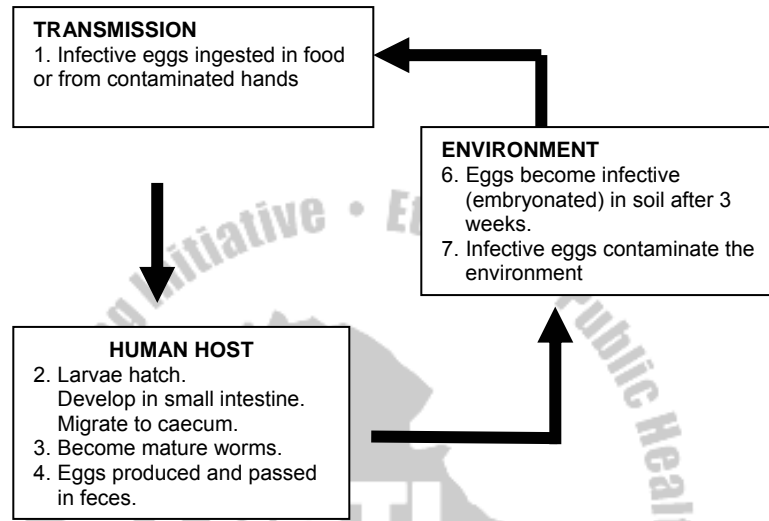 TRANSMISSION
1. Infective eggs ingested in food
or from contaminated hands
ENVIRONMENT
6. Eggs become infective
(embryonated) in soil after 3
weeks.
7. Infective eggs contaminate the
environment
HUMAN HOST
2. Larvae hatch.
Develop in small intestine.
Migrate to caecum.
3. Become mature worms.
4. Eggs produced and passed
in feces.
Initiative •
Public